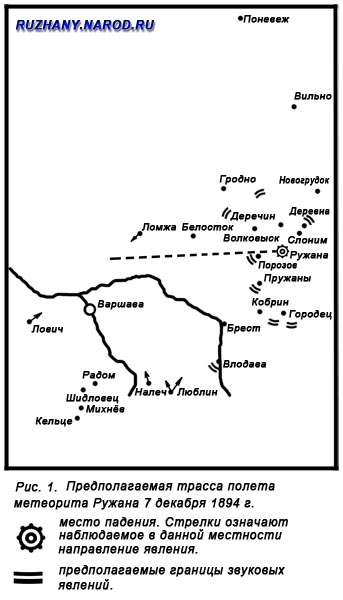 RUZHANY.NAROD.RU
Поневеж
Вильно
Гродно
Новогрудок
Деречин
Деревна
Ломжа
Белосток
Волковыск
Слоним
Ружана
Порозов
Пружаны
Варшава
Кобрин
Городец
Лович
Брест
Влодава
Радом
Шидловец
Налеч
Люблин
Михнёв
Кельце
Рис. 1. Предполагаемая трасса полета
метеорита Ружана 7 декабря 1894 г.
место падения. Стрелки означают
наблюдаемое в данной местности
направление явления.
предполагаемые границы звуковых
явлений.